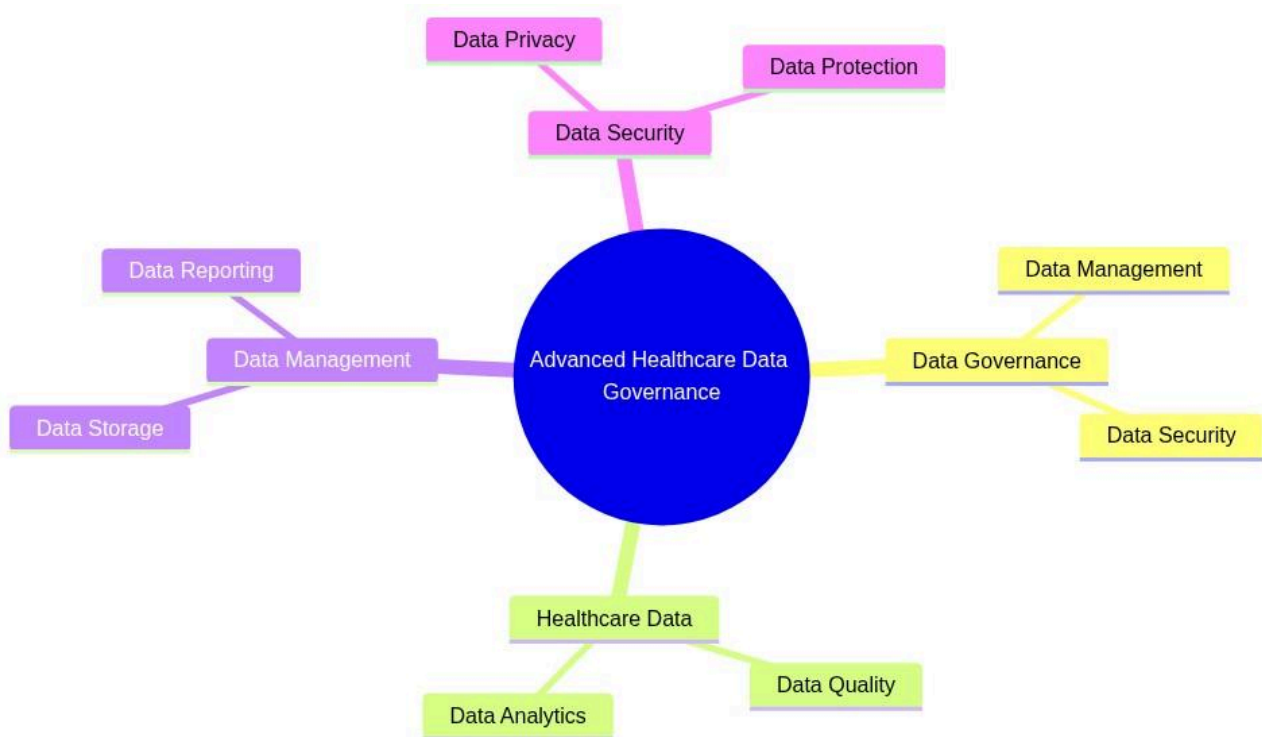 Data Privacy
Data Protection
Data Security
Data Reporting
Data Management
Data Management
Data Storage
Advanced Healthcare Data
Governance
Data Governance
Data Security
Healthcare Data
Data Quality
Data Analytics